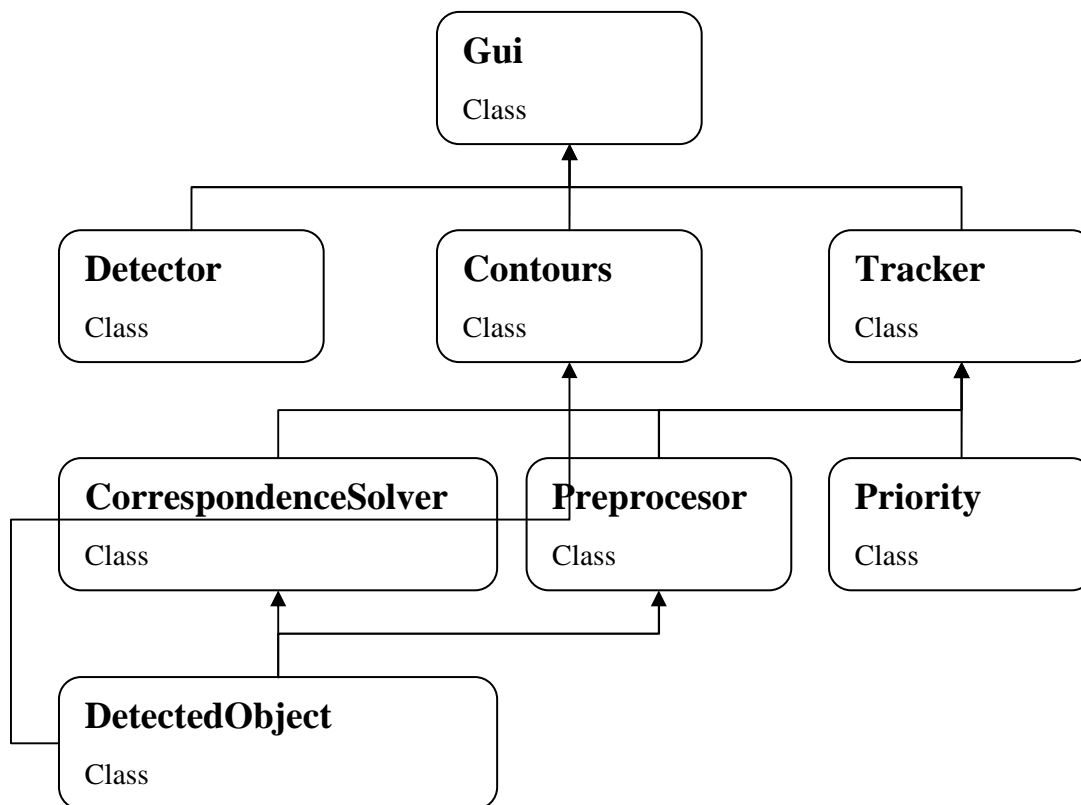 Gui
Class
Detector
Class
Contours
Class
Tracker
Class
CorrespondenceSolver
Class
Preprocesor
Class
Priority
Class
DetectedObject
Class